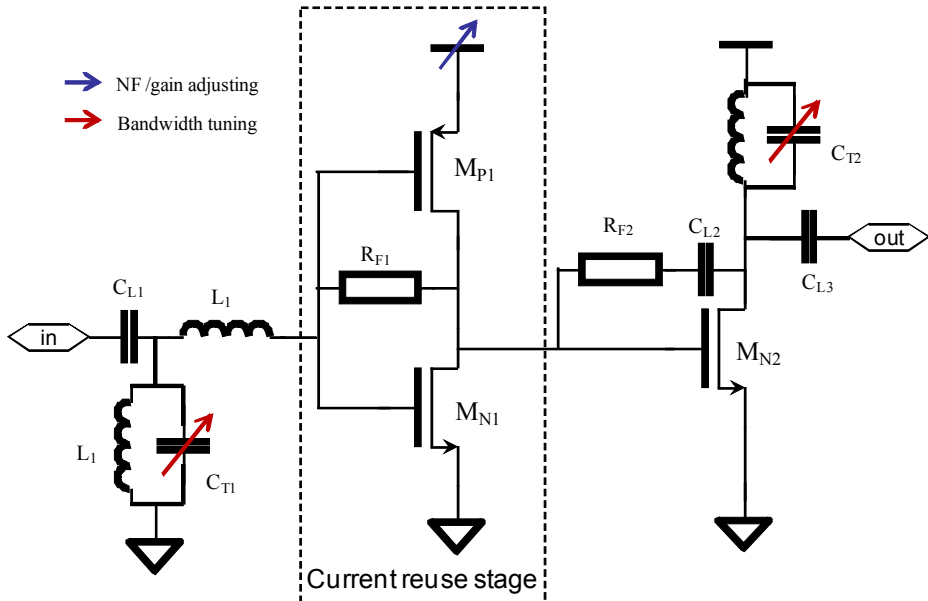 NF /gain adjusting
Bandwidth tuning
MP1
CT2
RF1
RF2
CL2
CL1
L1
in
out
CL3
MN1
MN2
L1
CT1
Current reuse stage